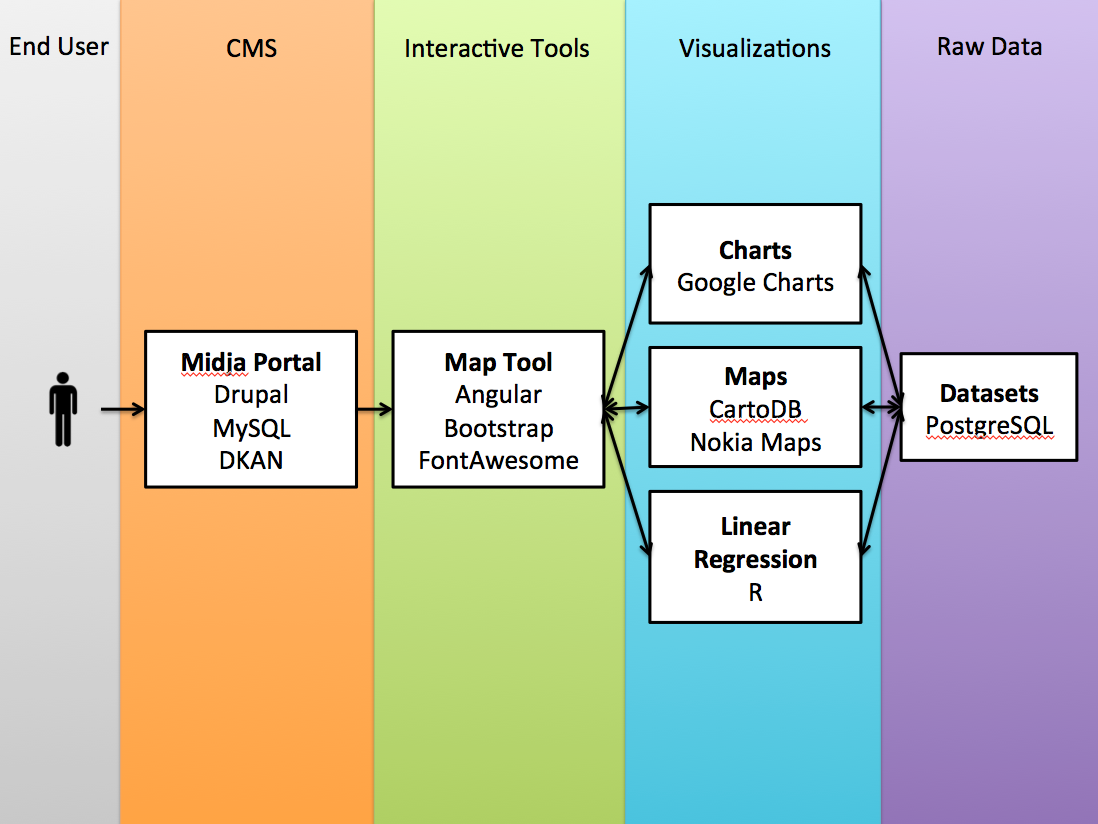 End User
CMS
Interactive Tools
Visualizations
Raw Data
Midja Portal
Drupal
MySQL
DKAN
Map Tool
Angular
Bootstrap
FontAwesome
Charts
Google Charts
Maps
CartoDB
Nokia Maps
Linear
Regression
R
Datasets
PostgreSQL